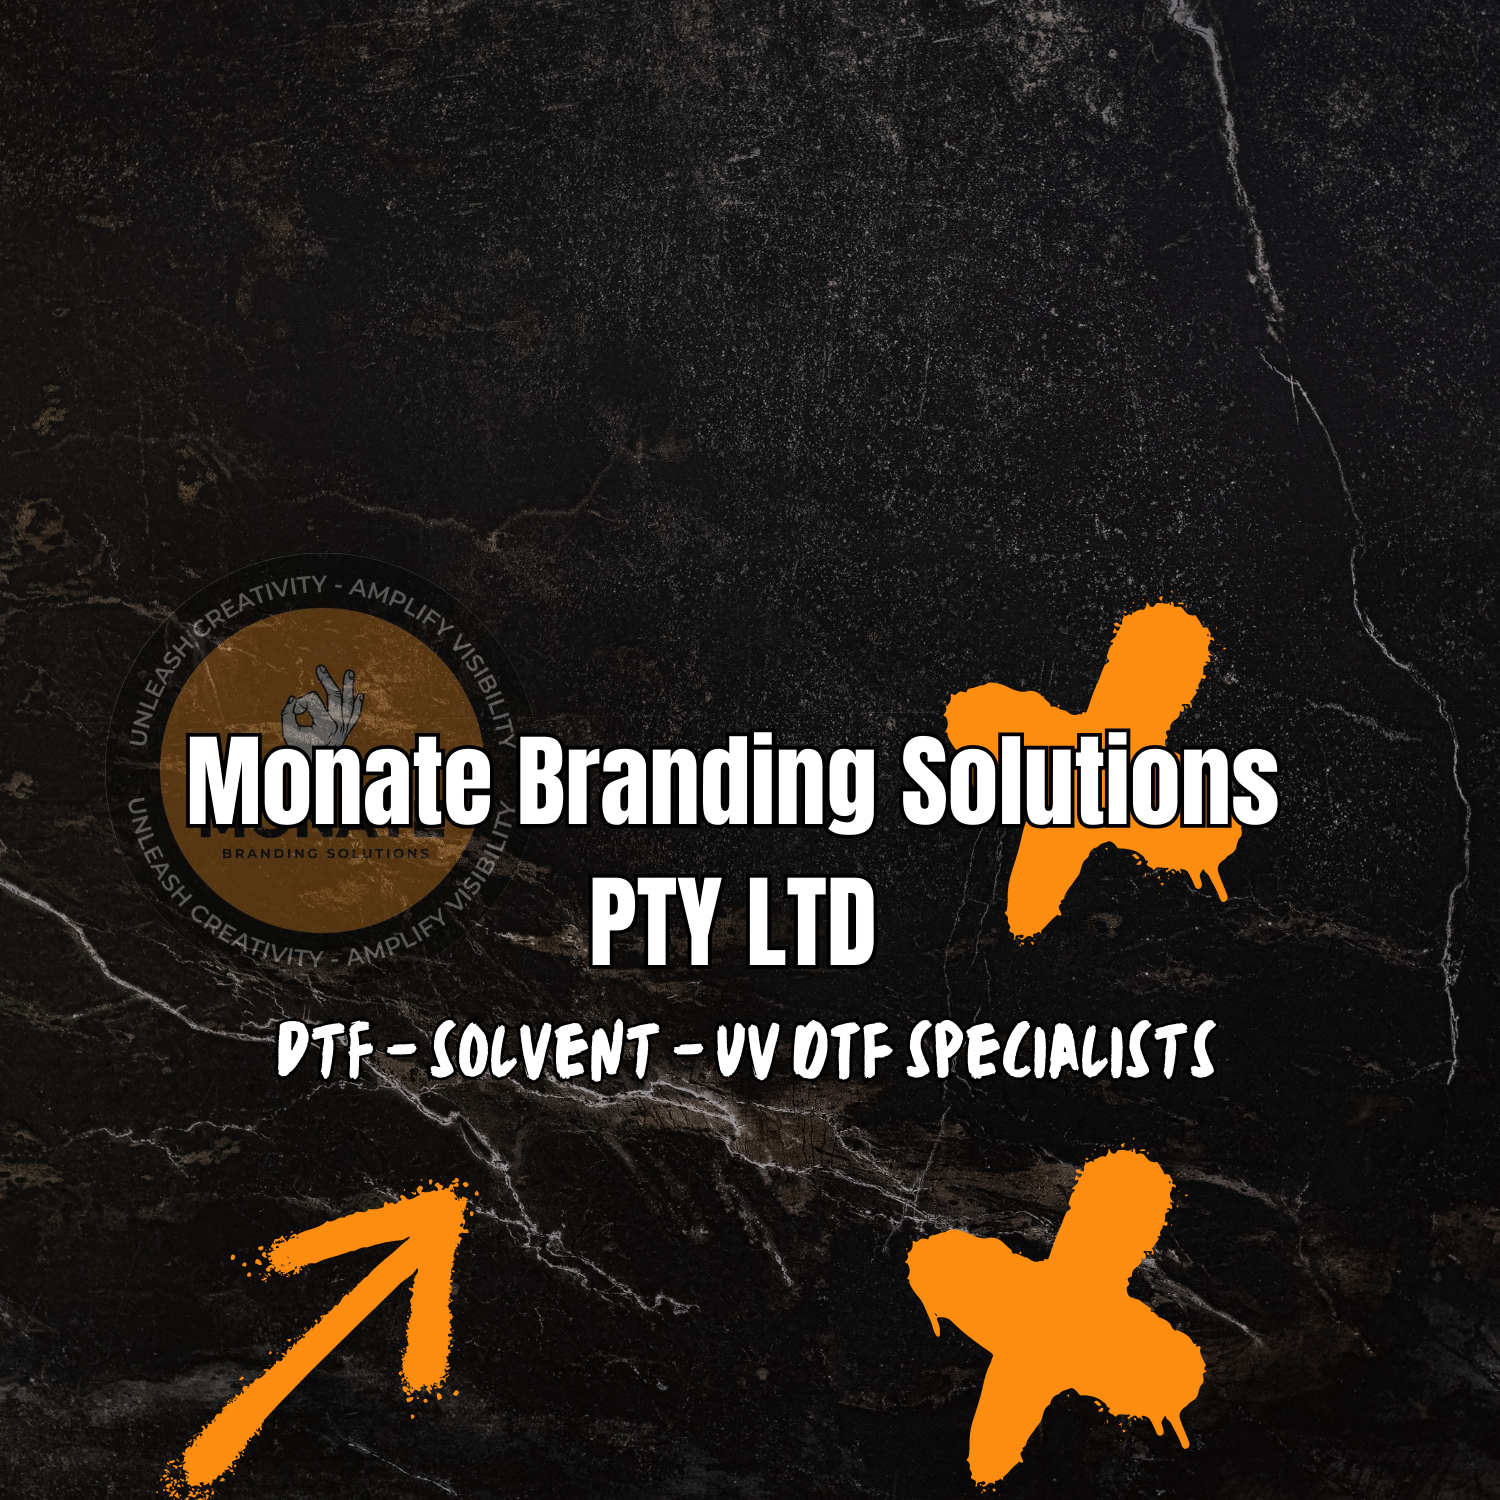 UNLEASH CREATIVITY - AMPLIFY VISIBILITY
Monate Branding Solutions
PTY LTD
MONATE
BRANDING SOLUTIONS
UNLEASH CREATIVITY - AMPLIFY VISIBILITY
DTF - SOLVENT - UV DTF SPECIALISTS